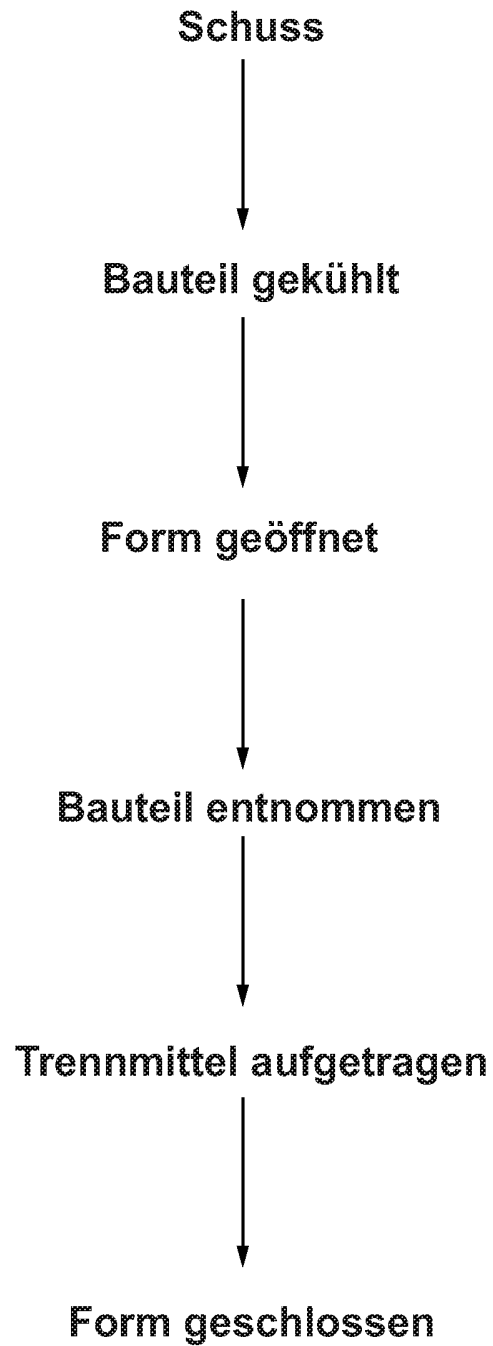 Schuss
Bauteil gekühlt
Form geöffnet
Bauteil entnommen
Trennmittel aufgetragen
Form geschlossen